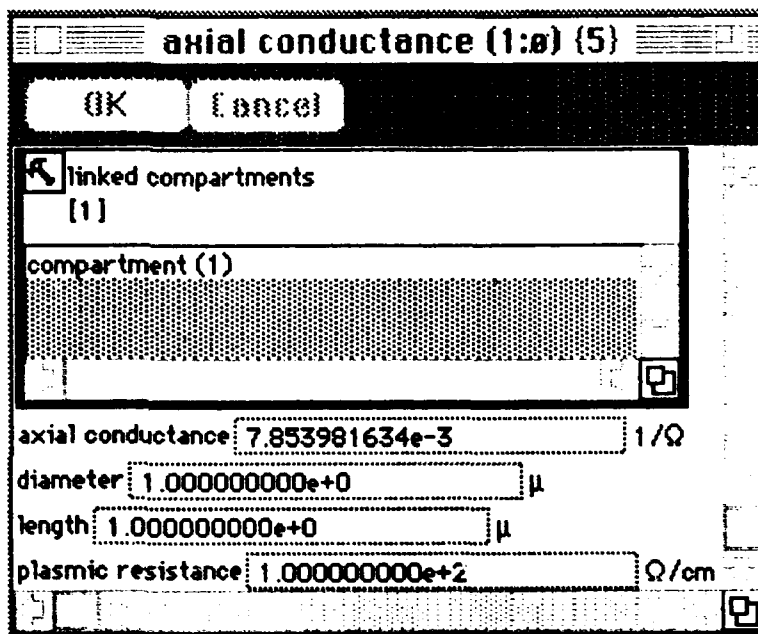 axial conductance (1:ø) {5}
OK Cancel
linked compartments
[1]
compartment (1)
axial conductance 7.853981634e-3 1/Ω
diameter 1.000000000e+0 μ
length 1.000000000e+0 μ
plasmic resistance 1.000000000e+2 Ω/cm